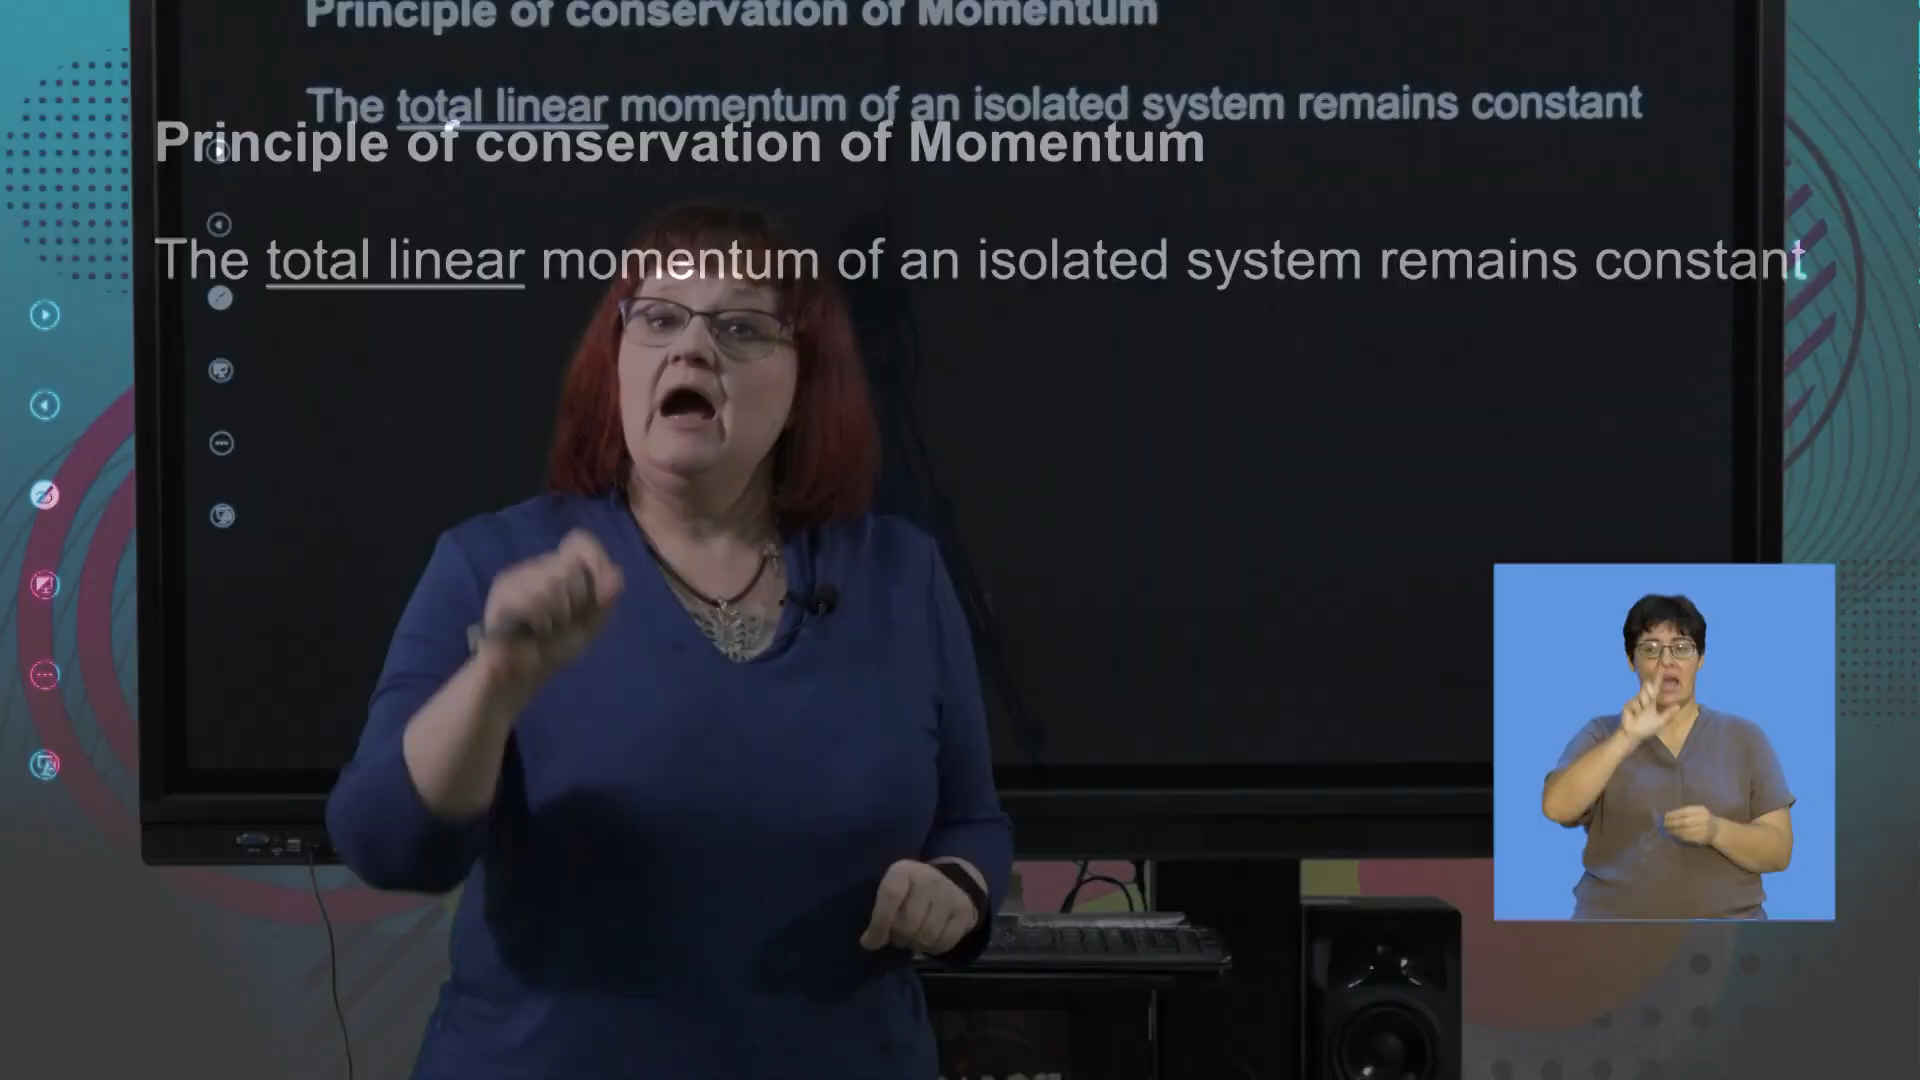 Principle of conservation of Momentum
The total linear momentum of an isolated system remains constant
Principle of conservation of Momentum
The total linear momentum of an isolated system remains constant